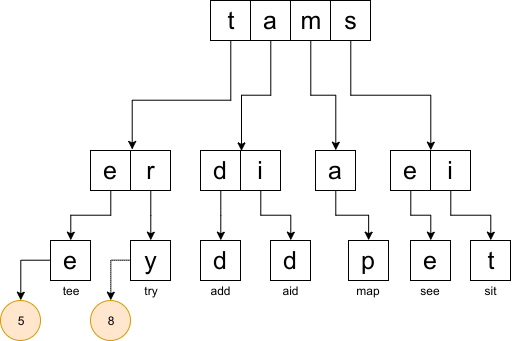 t a m s
e r d i a e i
e y d d p e t
tee try add aid map see sit
5 8